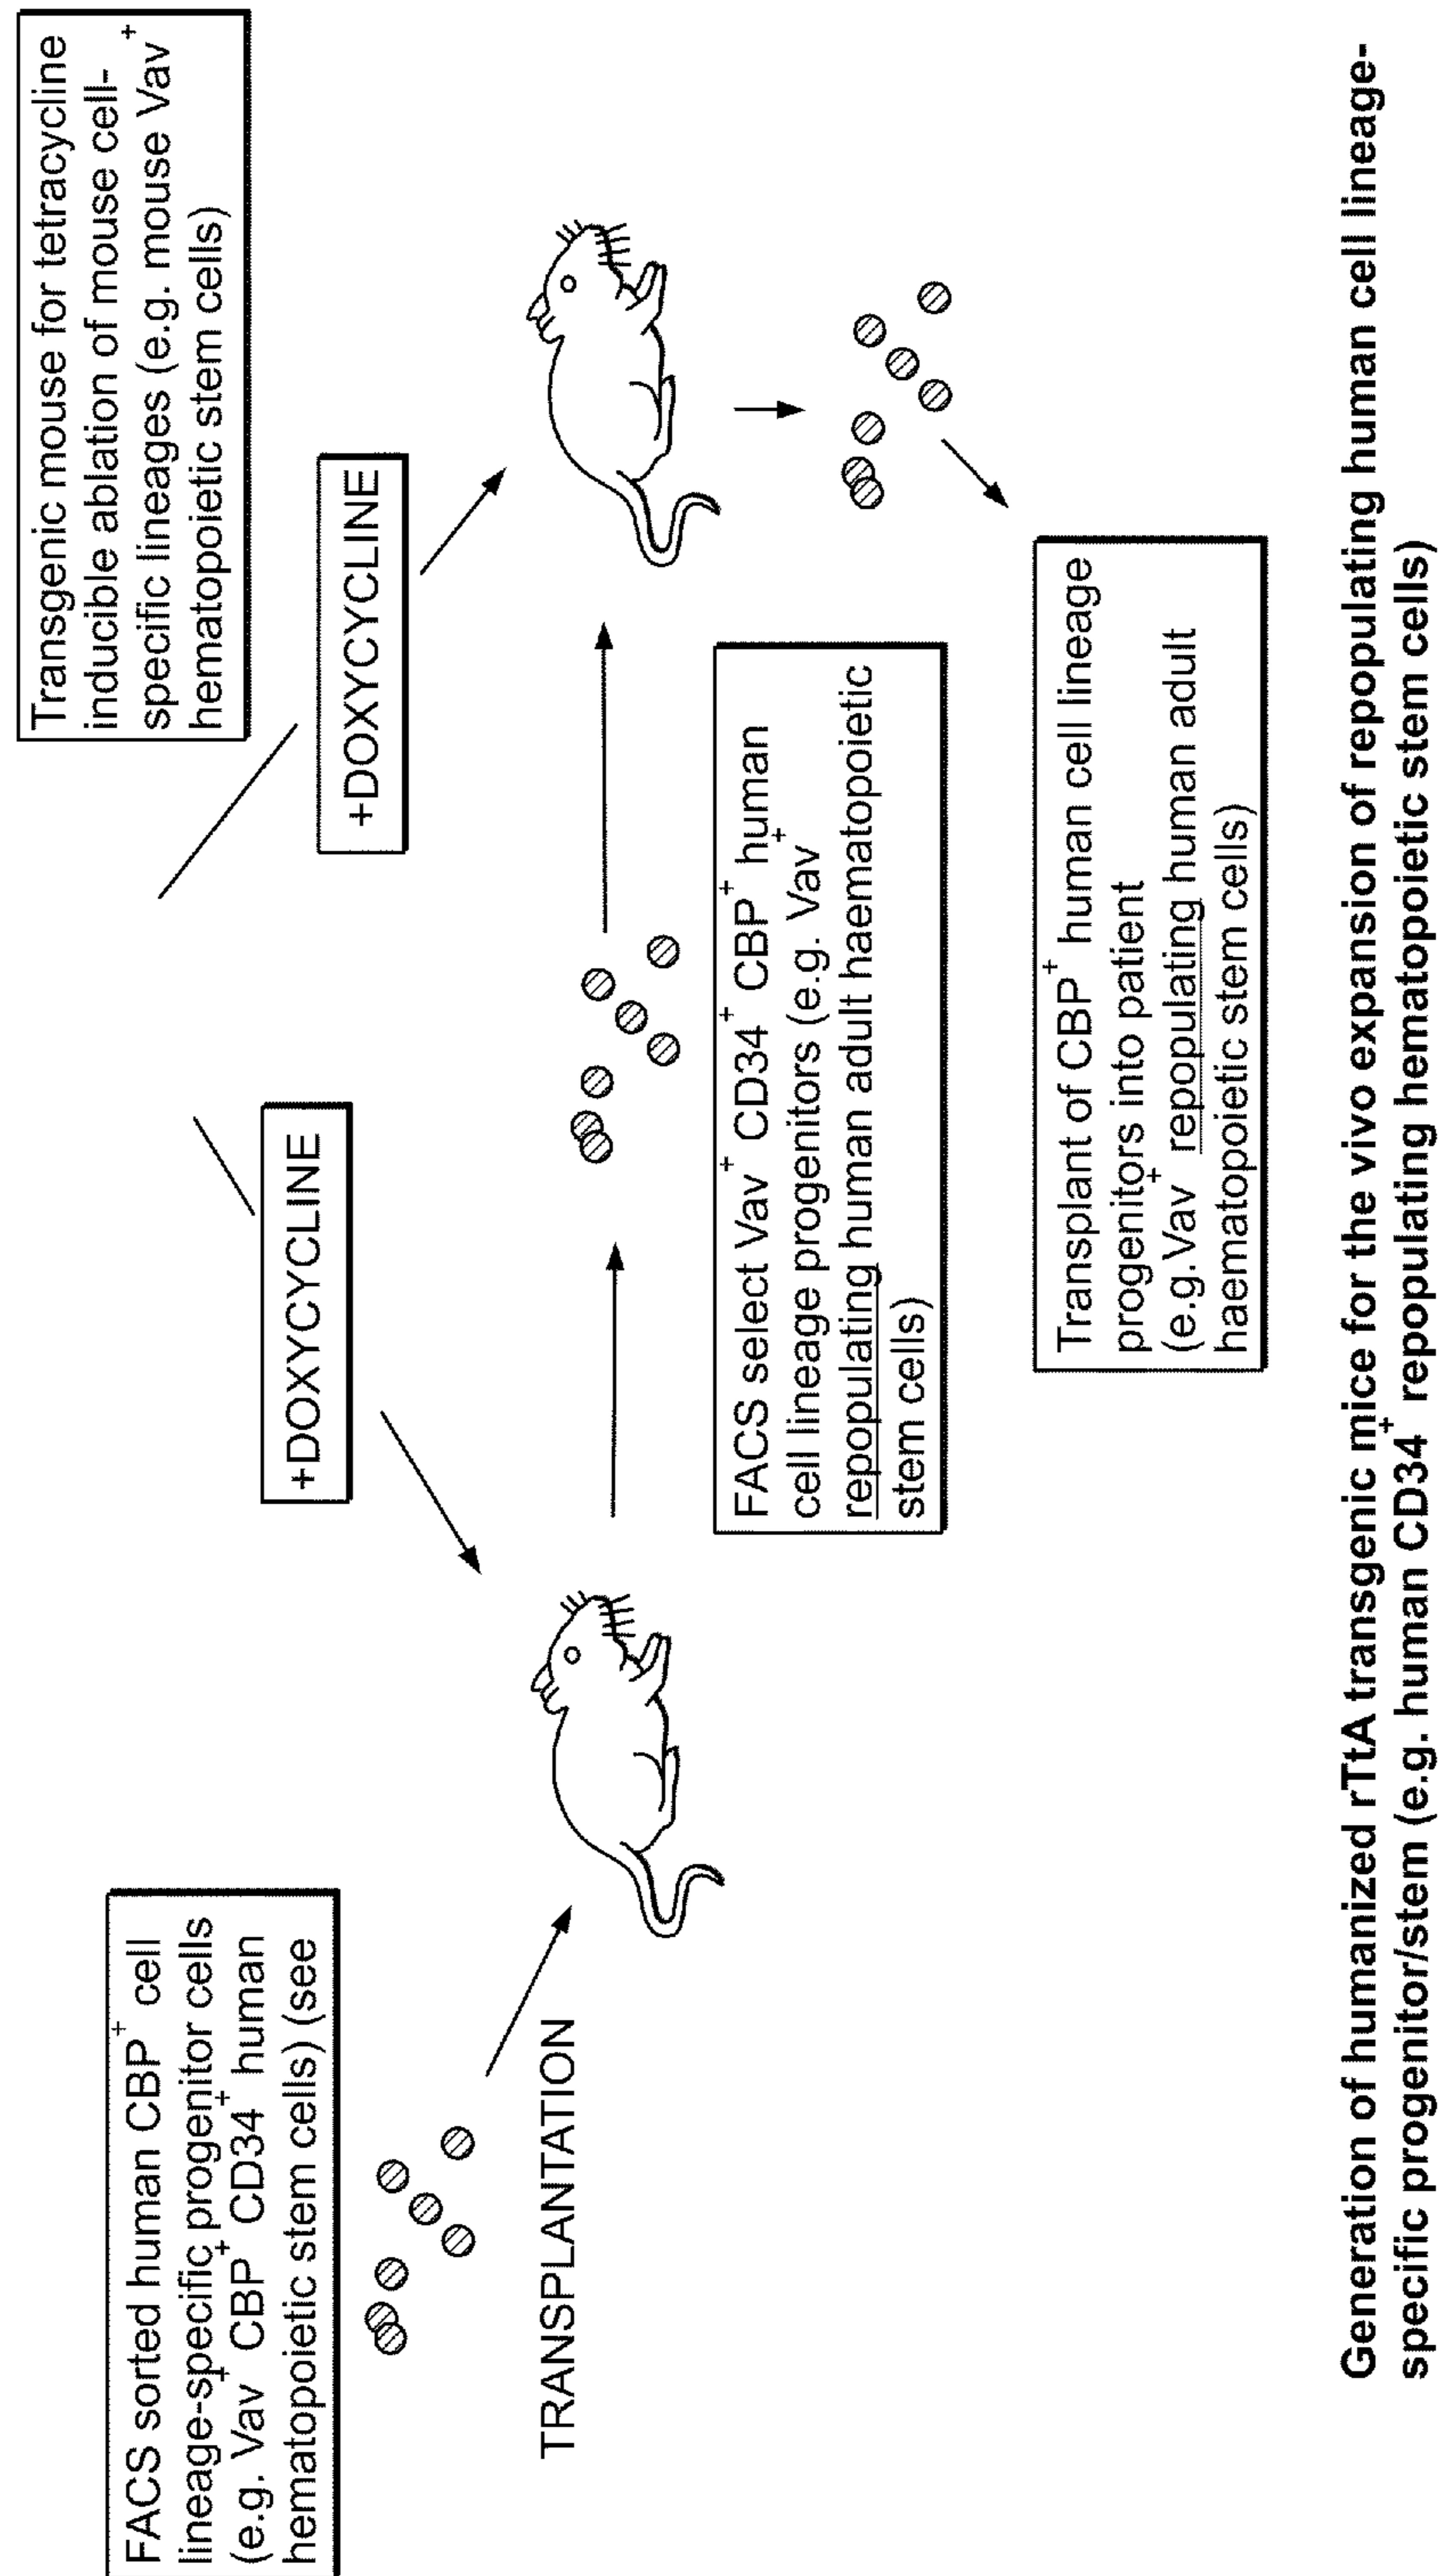 Transgenic mouse for tetracycline
inducible ablation of mouse cell-
specific lineages (e.g. mouse Vav⁺
hematopoietic stem cells)
FACS sorted human CBP⁺ cell
lineage-specific progenitor cells
(e.g. Vav⁺ CBP⁺ CD34⁺ human
hematopoietic stem cells) (see
+DOXYCYCLINE
+DOXYCYCLINE
TRANSPLANTATION
FACS select Vav⁺ CD34⁺ CBP⁺ human
cell lineage progenitors (e.g. Vav⁺
repopulating human adult haematopoietic
stem cells)
Transplant of CBP⁺ human cell lineage
progenitors into patient
(e.g.Vav⁺ repopulating human adult
haematopoietic stem cells)
Generation of humanized rTtA transgenic mice for the vivo expansion of repopulating human cell lineage-
specific progenitor/stem (e.g. human CD34⁺ repopulating hematopoietic stem cells)